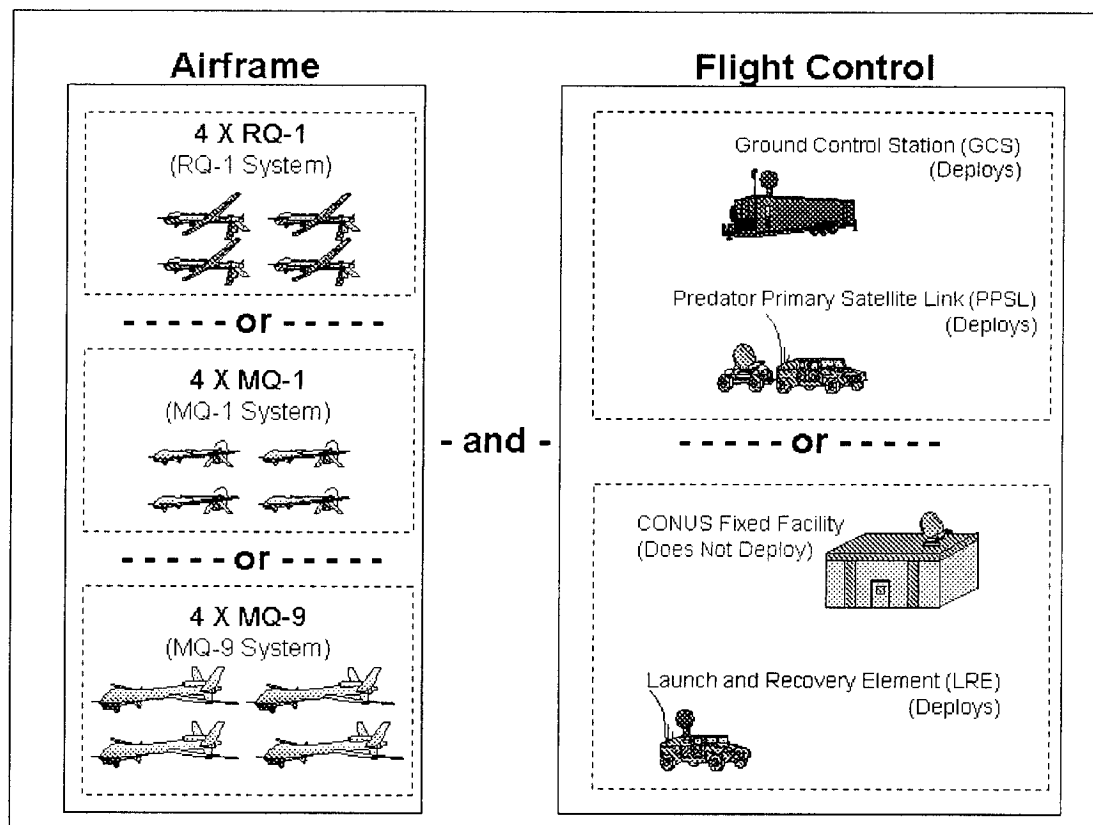 Airframe
4 X RQ-1
(RQ-1 System)
- - - - - or - - - - -
4 X MQ-1
(MQ-1 System)
- - - - - or - - - - -
4 X MQ-9
(MQ-9 System)
- and -
Flight Control
Ground Control Station (GCS)
(Deploys)
Predator Primary Satellite Link (PPSL)
(Deploys)
- - - - - or - - - - -
CONUS Fixed Facility
(Does Not Deploy)
Launch and Recovery Element (LRE)
(Deploys)